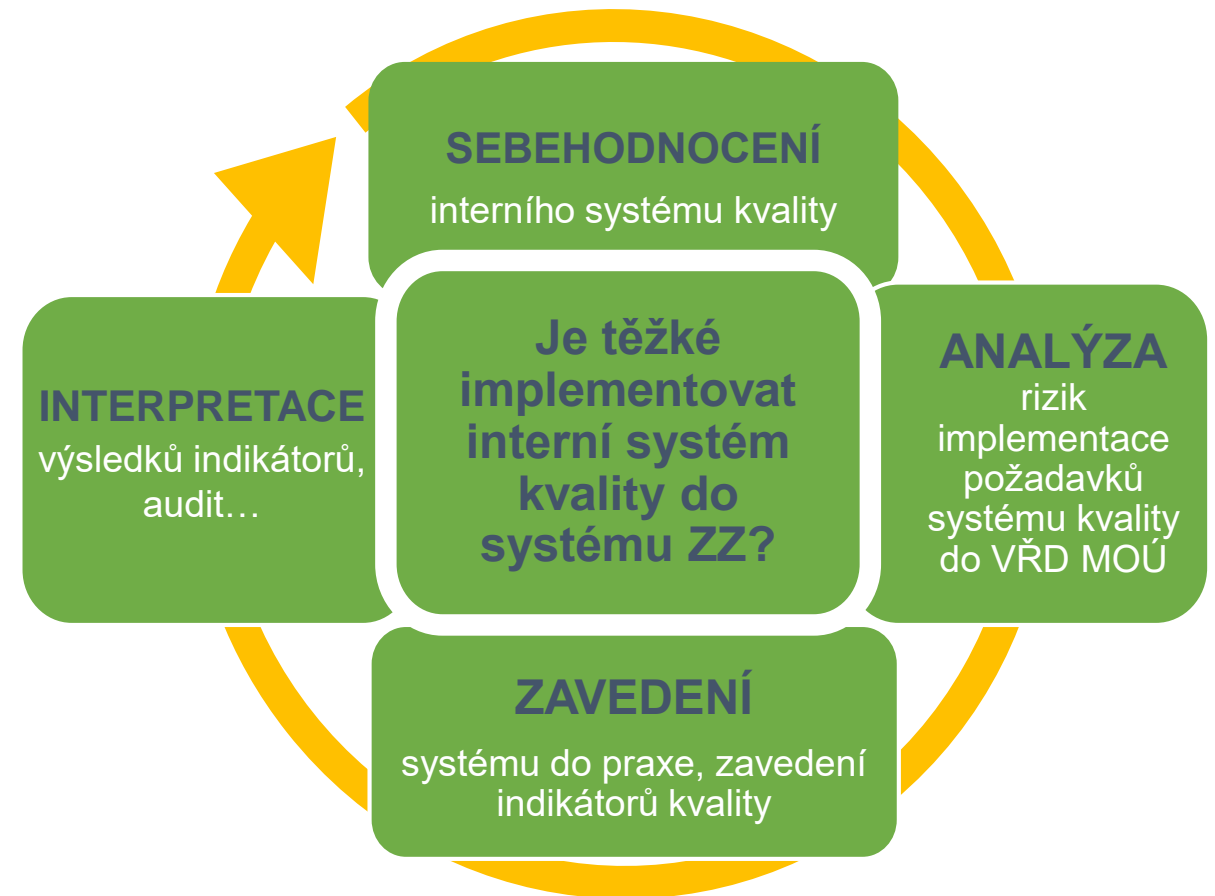 SEBEHODNOCENÍ
interního systému kvality
Je těžké
implementovat
interní systém
kvality do
systému ZZ?
ANALÝZA
rizik
implementace
požadavků
systému kvality
do VŘD MOÚ
ZAVEDENÍ
systému do praxe, zavedení
indikátorů kvality
INTERPRETACE
výsledků indikátorů,
audit…